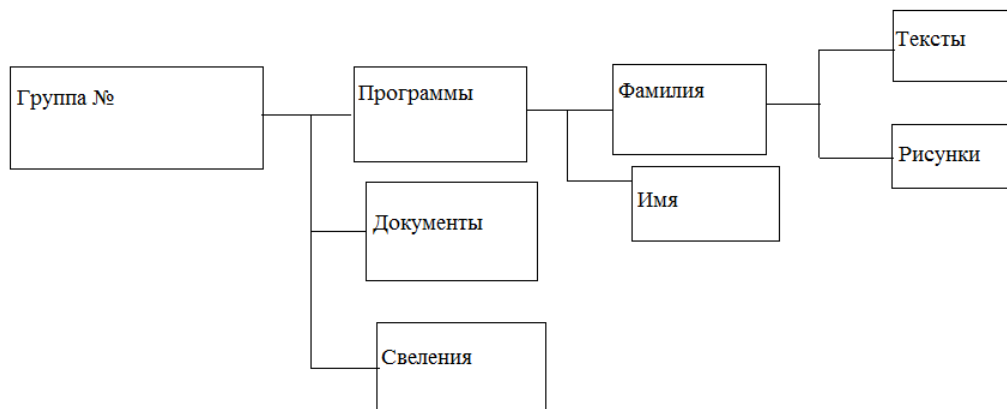 Группа №
Программы
Фамилия
Тексты
Рисунки
Имя
Документы
Свеления